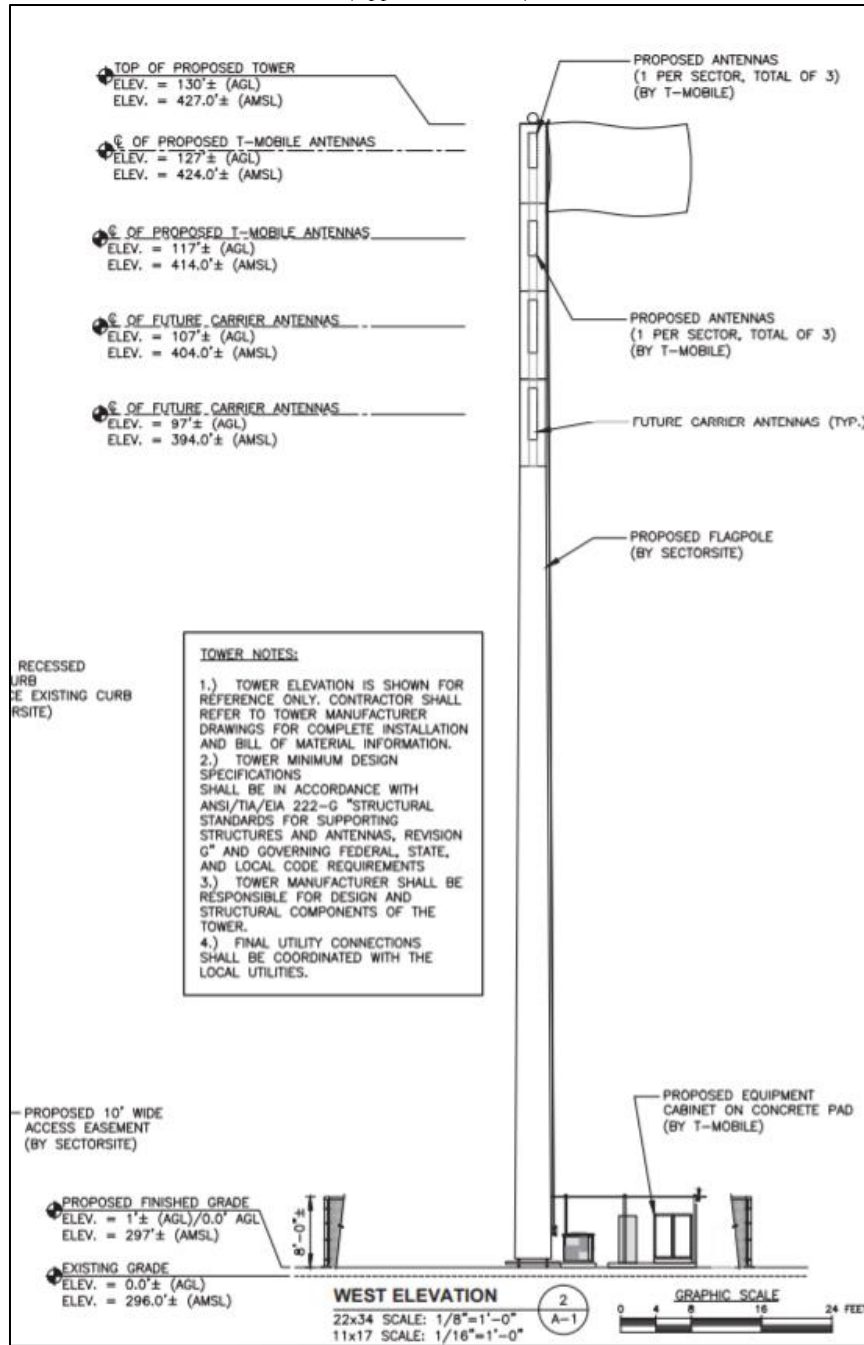 TOP OF PROPOSED TOWER
ELEV. = 130'± (AGL)
ELEV. = 427.0'± (AMSL)
℄ OF PROPOSED T-MOBILE ANTENNAS
ELEV. = 127'± (AGL)
ELEV. = 424.0'± (AMSL)
℄ OF PROPOSED T-MOBILE ANTENNAS
ELEV. = 117'± (AGL)
ELEV. = 414.0'± (AMSL)
℄ OF FUTURE CARRIER ANTENNAS
ELEV. = 107'± (AGL)
ELEV. = 404.0'± (AMSL)
℄ OF FUTURE CARRIER ANTENNAS
ELEV. = 97'± (AGL)
ELEV. = 394.0'± (AMSL)
PROPOSED ANTENNAS
(1 PER SECTOR, TOTAL OF 3)
(BY T-MOBILE)
PROPOSED ANTENNAS
(1 PER SECTOR, TOTAL OF 3)
(BY T-MOBILE)
FUTURE CARRIER ANTENNAS (TYP.)
PROPOSED FLAGPOLE
(BY SECTORSITE)
RECESSED
URB
CE EXISTING CURB
RSITE)
TOWER NOTES:
1.) TOWER ELEVATION IS SHOWN FOR
REFERENCE ONLY. CONTRACTOR SHALL
REFER TO TOWER MANUFACTURER
DRAWINGS FOR COMPLETE INSTALLATION
AND BILL OF MATERIAL INFORMATION.
2.) TOWER MINIMUM DESIGN
SPECIFICATIONS
SHALL BE IN ACCORDANCE WITH
ANSI/TIA/EIA 222-G "STRUCTURAL
STANDARDS FOR SUPPORTING
STRUCTURES AND ANTENNAS, REVISION
G" AND GOVERNING FEDERAL, STATE,
AND LOCAL CODE REQUIREMENTS
3.) TOWER MANUFACTURER SHALL BE
RESPONSIBLE FOR DESIGN AND
STRUCTURAL COMPONENTS OF THE
TOWER.
4.) FINAL UTILITY CONNECTIONS
SHALL BE COORDINATED WITH THE
LOCAL UTILITIES.
PROPOSED 10' WIDE
ACCESS EASEMENT
(BY SECTORSITE)
PROPOSED EQUIPMENT
CABINET ON CONCRETE PAD
(BY T-MOBILE)
PROPOSED FINISHED GRADE
ELEV. = 1'± (AGL)/0.0' AGL
ELEV. = 297'± (AMSL)
8'-0"±
EXISTING GRADE
ELEV. = 0.0'± (AGL)
ELEV. = 296.0'± (AMSL)
WEST ELEVATION
22x34 SCALE: 1/8"=1'-0"
11x17 SCALE: 1/16"=1'-0"
2
A-1
GRAPHIC SCALE
0 4 8 16 24 FEET